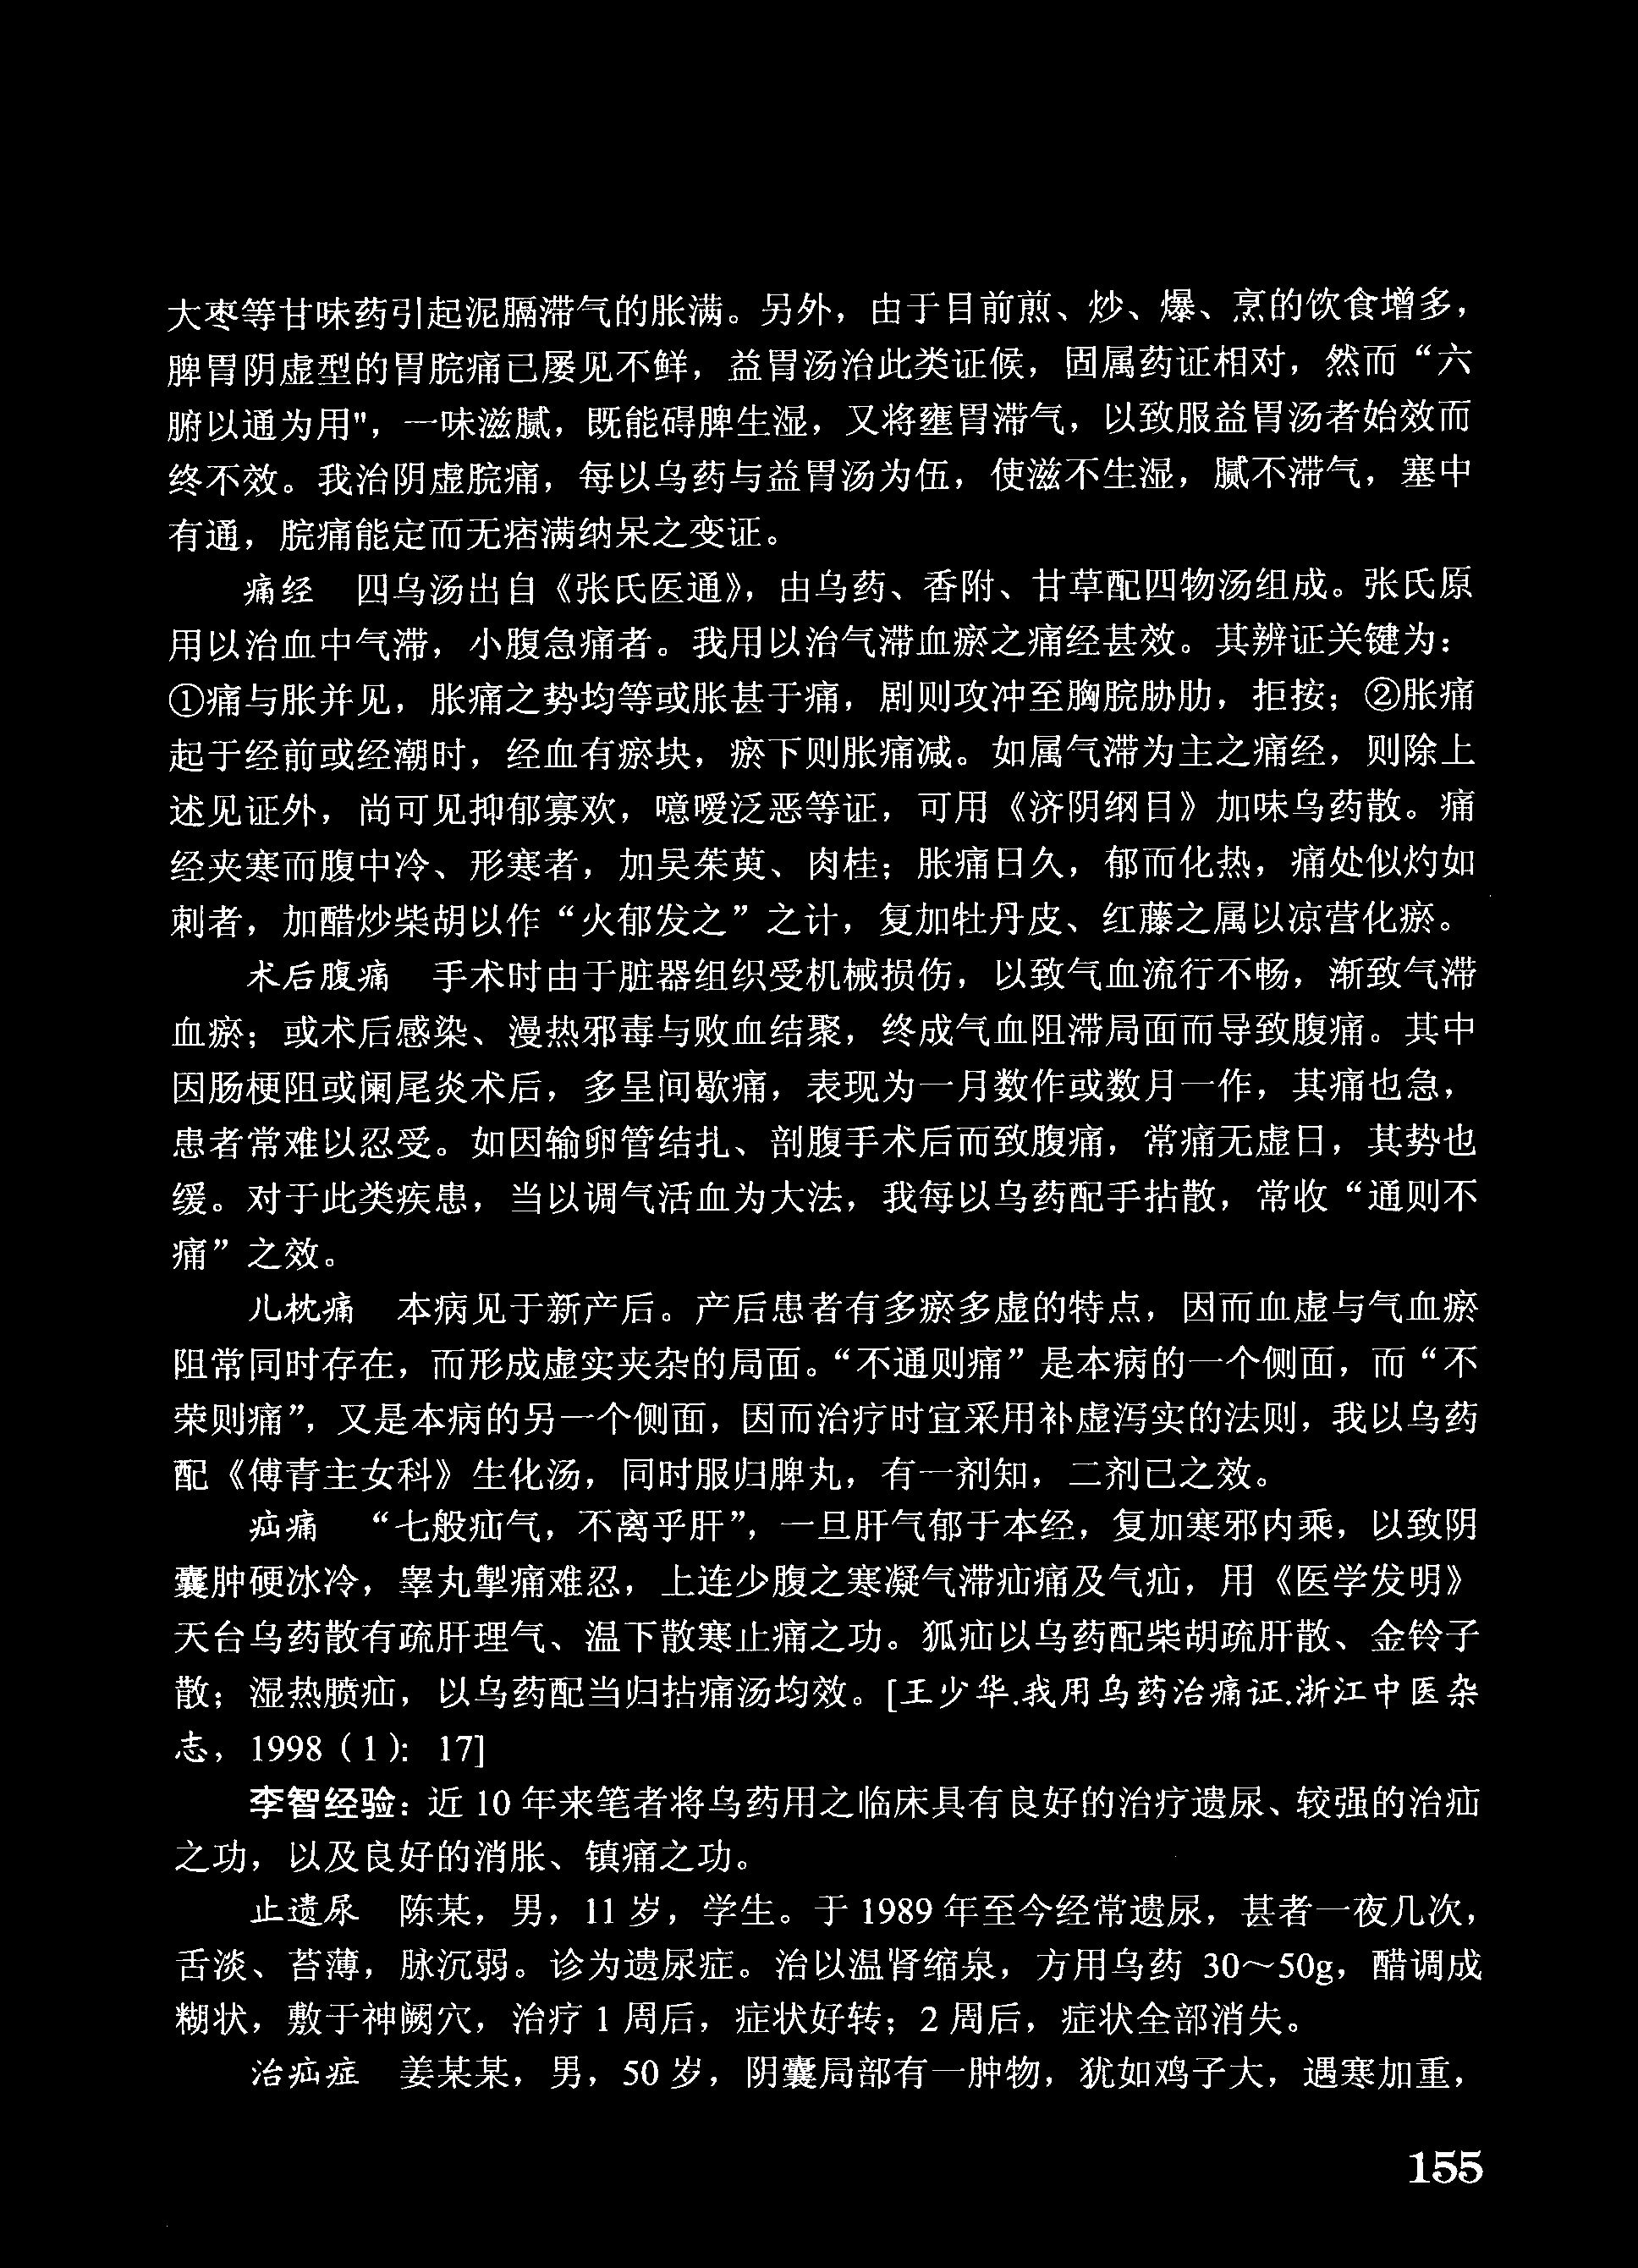 大枣等甘味药引起泥膈滞气的胀满。另外，由于目前煎、炒、爆、烹的饮食增多，
脾胃阴虚型的胃脘痛已屡见不鲜，益胃汤治此类证候，固属药证相对，然而“六
腑以通为用"，一味滋腻，既能碍脾生湿，又将壅胃滞气，以致服益胃汤者始效而
终不效。我治阴虚脘痛，每以乌药与益胃汤为伍，使滋不生湿，腻不滞气，塞中
有通，脘痛能定而无痞满纳呆之变证。
痛经　四乌汤出自《张氏医通》，由乌药、香附、甘草配四物汤组成。张氏原
用以治血中气滞，小腹急痛者。我用以治气滞血瘀之痛经甚效。其辨证关键为：
①痛与胀并见，胀痛之势均等或胀甚于痛，剧则攻冲至胸脘胁肋，拒按；②胀痛
起于经前或经潮时，经血有瘀块，瘀下则胀痛减。如属气滞为主之痛经，则除上
述见证外，尚可见抑郁寡欢，噫嗳泛恶等证，可用《济阴纲目》加味乌药散。痛
经夹寒而腹中冷、形寒者，加吴茱萸、肉桂；胀痛日久，郁而化热，痛处似灼如
刺者，加醋炒柴胡以作“火郁发之”之计，复加牡丹皮、红藤之属以凉营化瘀。
术后腹痛　手术时由于脏器组织受机械损伤，以致气血流行不畅，渐致气滞
血瘀；或术后感染、漫热邪毒与败血结聚，终成气血阻滞局面而导致腹痛。其中
因肠梗阻或阑尾炎术后，多呈间歇痛，表现为一月数作或数月一作，其痛也急，
患者常难以忍受。如因输卵管结扎、剖腹手术后而致腹痛，常痛无虚日，其势也
缓。对于此类疾患，当以调气活血为大法，我每以乌药配手拈散，常收“通则不
痛”之效。
儿枕痛　本病见于新产后。产后患者有多瘀多虚的特点，因而血虚与气血瘀
阻常同时存在，而形成虚实夹杂的局面。“不通则痛”是本病的一个侧面，而“不
荣则痛”，又是本病的另一个侧面，因而治疗时宜采用补虚泻实的法则，我以乌药
配《傅青主女科》生化汤，同时服归脾丸，有一剂知，二剂已之效。
疝痛　“七般疝气，不离乎肝”，一旦肝气郁于本经，复加寒邪内乘，以致阴
囊肿硬冰冷，睾丸掣痛难忍，上连少腹之寒凝气滞疝痛及气疝，用《医学发明》
天台乌药散有疏肝理气、温下散寒止痛之功。狐疝以乌药配柴胡疏肝散、金铃子
散；湿热㿉疝，以乌药配当归拈痛汤均效。[王少华.我用乌药治痛证.浙江中医杂
志，1998（1）：17]
李智经验：近 10 年来笔者将乌药用之临床具有良好的治疗遗尿、较强的治疝
之功，以及良好的消胀、镇痛之功。
止遗尿　陈某，男，11 岁，学生。于 1989 年至今经常遗尿，甚者一夜几次，
舌淡、苔薄，脉沉弱。诊为遗尿症。治以温肾缩泉，方用乌药 30～50g，醋调成
糊状，敷于神阙穴，治疗 1 周后，症状好转；2 周后，症状全部消失。
治疝症　姜某某，男，50 岁，阴囊局部有一肿物，犹如鸡子大，遇寒加重，
155